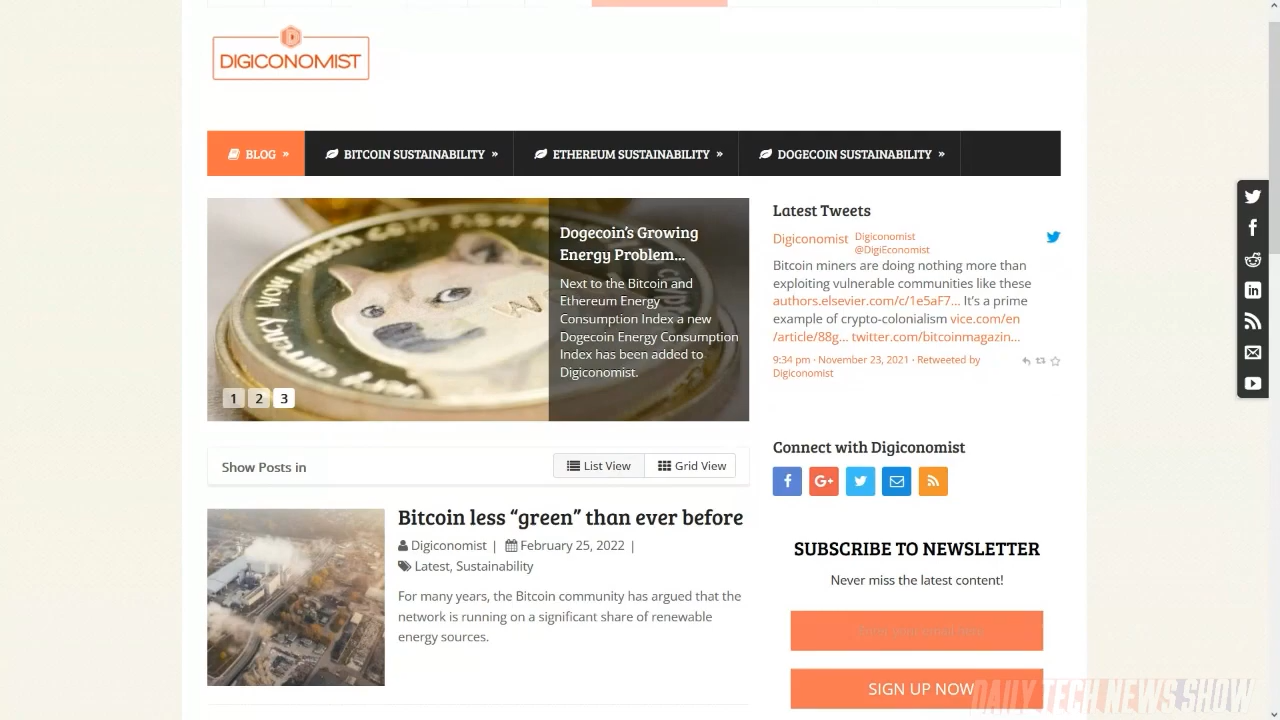 DIGICONOMIST
BLOG »
BITCOIN SUSTAINABILITY »
ETHEREUM SUSTAINABILITY »
DOGECOIN SUSTAINABILITY »
Dogecoin's Growing
Energy Problem...
Next to the Bitcoin and
Ethereum Energy
Consumption Index a new
Dogecoin Energy Consumption
Index has been added to
Digiconomist.
1 2 3
Show Posts in
List View
Grid View
Bitcoin less “green” than ever before
Digiconomist | February 25, 2022 |
Latest, Sustainability
For many years, the Bitcoin community has argued that the
network is running on a significant share of renewable
energy sources.
Latest Tweets
Digiconomist Digiconomist
@DigiEconomist
Bitcoin miners are doing nothing more than
exploiting vulnerable communities like these
authors.elsevier.com/c/1e5aF7... It's a prime
example of crypto-colonialism vice.com/en
/article/88g... twitter.com/bitcoinmagazin...
9:34 pm · November 23, 2021 · Retweeted by
Digiconomist
Connect with Digiconomist
SUBSCRIBE TO NEWSLETTER
Never miss the latest content!
SIGN UP NOW
DAILY TECH NEWS SHOW